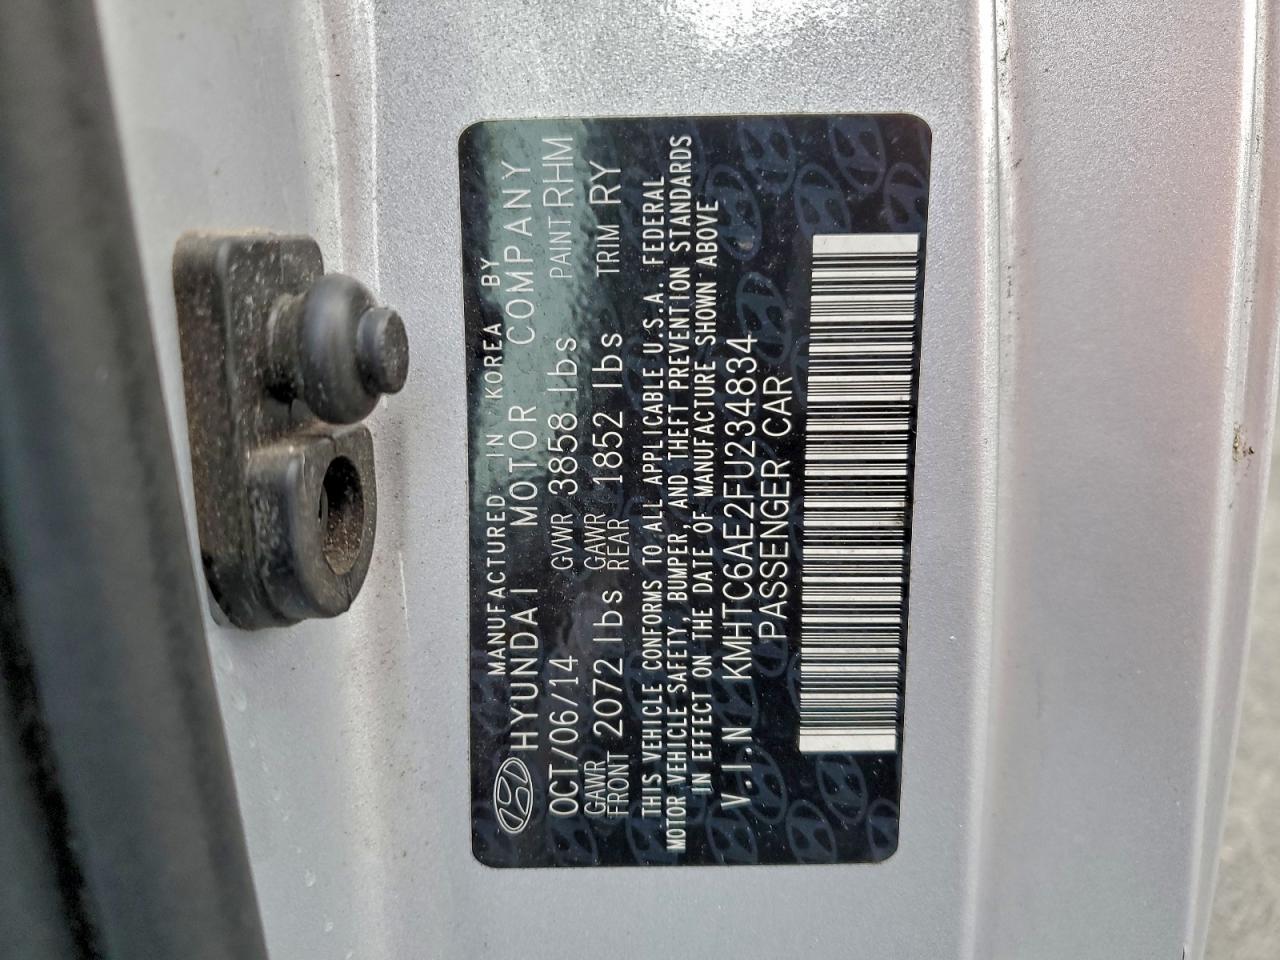 MANUFACTURED IN KOREA BY
HYUNDAI MOTOR COMPANY
OCT/06/14 GVWR 3858 lbs PAINT RHM
GAWR FRONT 2072 lbs GAWR REAR 1852 lbs TRIM RY
THIS VEHICLE CONFORMS TO ALL APPLICABLE U.S.A. FEDERAL
MOTOR VEHICLE SAFETY, BUMPER, AND THEFT PREVENTION STANDARDS
IN EFFECT ON THE DATE OF MANUFACTURE SHOWN ABOVE
V.I.N KMHTC6AE2FU234834
PASSENGER CAR